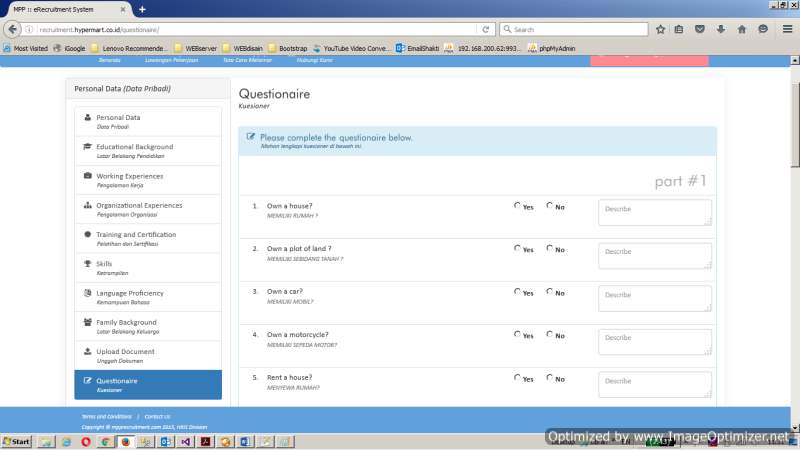 MPP :: eRecruitment System
recruitment.hypermart.co.id/questionaire/
Search
Most Visited
iGoogle
Lenovo Recommende...
WEBserver
WEBdisain
Bootstrap
YouTube Video Conve...
EmailShakti
192.168.200.62:993...
phpMyAdmin
Beranda
Lowongan Pekerjaan
Tata Cara Melamar
Hubungi Kami
Personal Data (Data Pribadi)
Personal Data
Data Pribadi
Educational Background
Latar Belakang Pendidikan
Working Experiences
Pengalaman Kerja
Organizational Experiences
Pengalaman Organisasi
Training and Certification
Pelatihan dan Sertifikasi
Skills
Ketrampilan
Language Proficiency
Kemampuan Bahasa
Family Background
Latar Belakang Keluarga
Upload Document
Unggah Dokumen
Questionaire
Kuesioner
Questionaire
Kuesioner
Please complete the questionaire below.
Mohon lengkapi kuesioner di bawah ini.
part #1
1. Own a house? Yes No Describe
MEMILIKI RUMAH ?
2. Own a plot of land ? Yes No Describe
MEMILIKI SEBIDANG TANAH ?
3. Own a car? Yes No Describe
MEMILIKI MOBIL?
4. Own a motorcycle? Yes No Describe
MEMILIKI SEPEDA MOTOR?
5. Rent a house? Yes No Describe
MENYEWA RUMAH?
Terms and Conditions | Contact Us
Copyright © mpprecruitment.com 2015, HRIS Division
Start
Optimized by www.ImageOptimizer.net